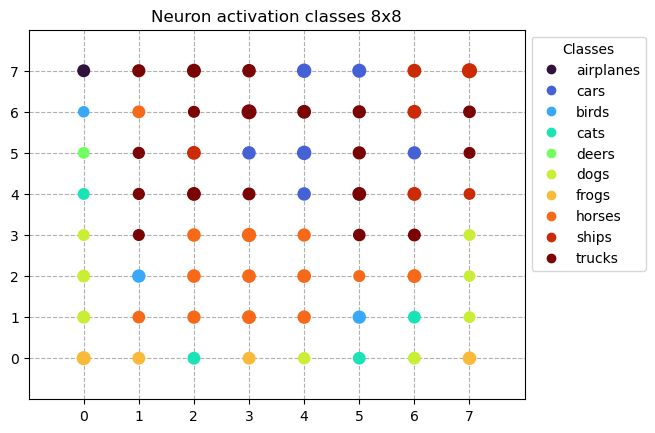 Neuron activation classes 8x8
7
6
5
4
3
2
1
0
0 1 2 3 4 5 6 7
Classes
airplanes
cars
birds
cats
deers
dogs
frogs
horses
ships
trucks